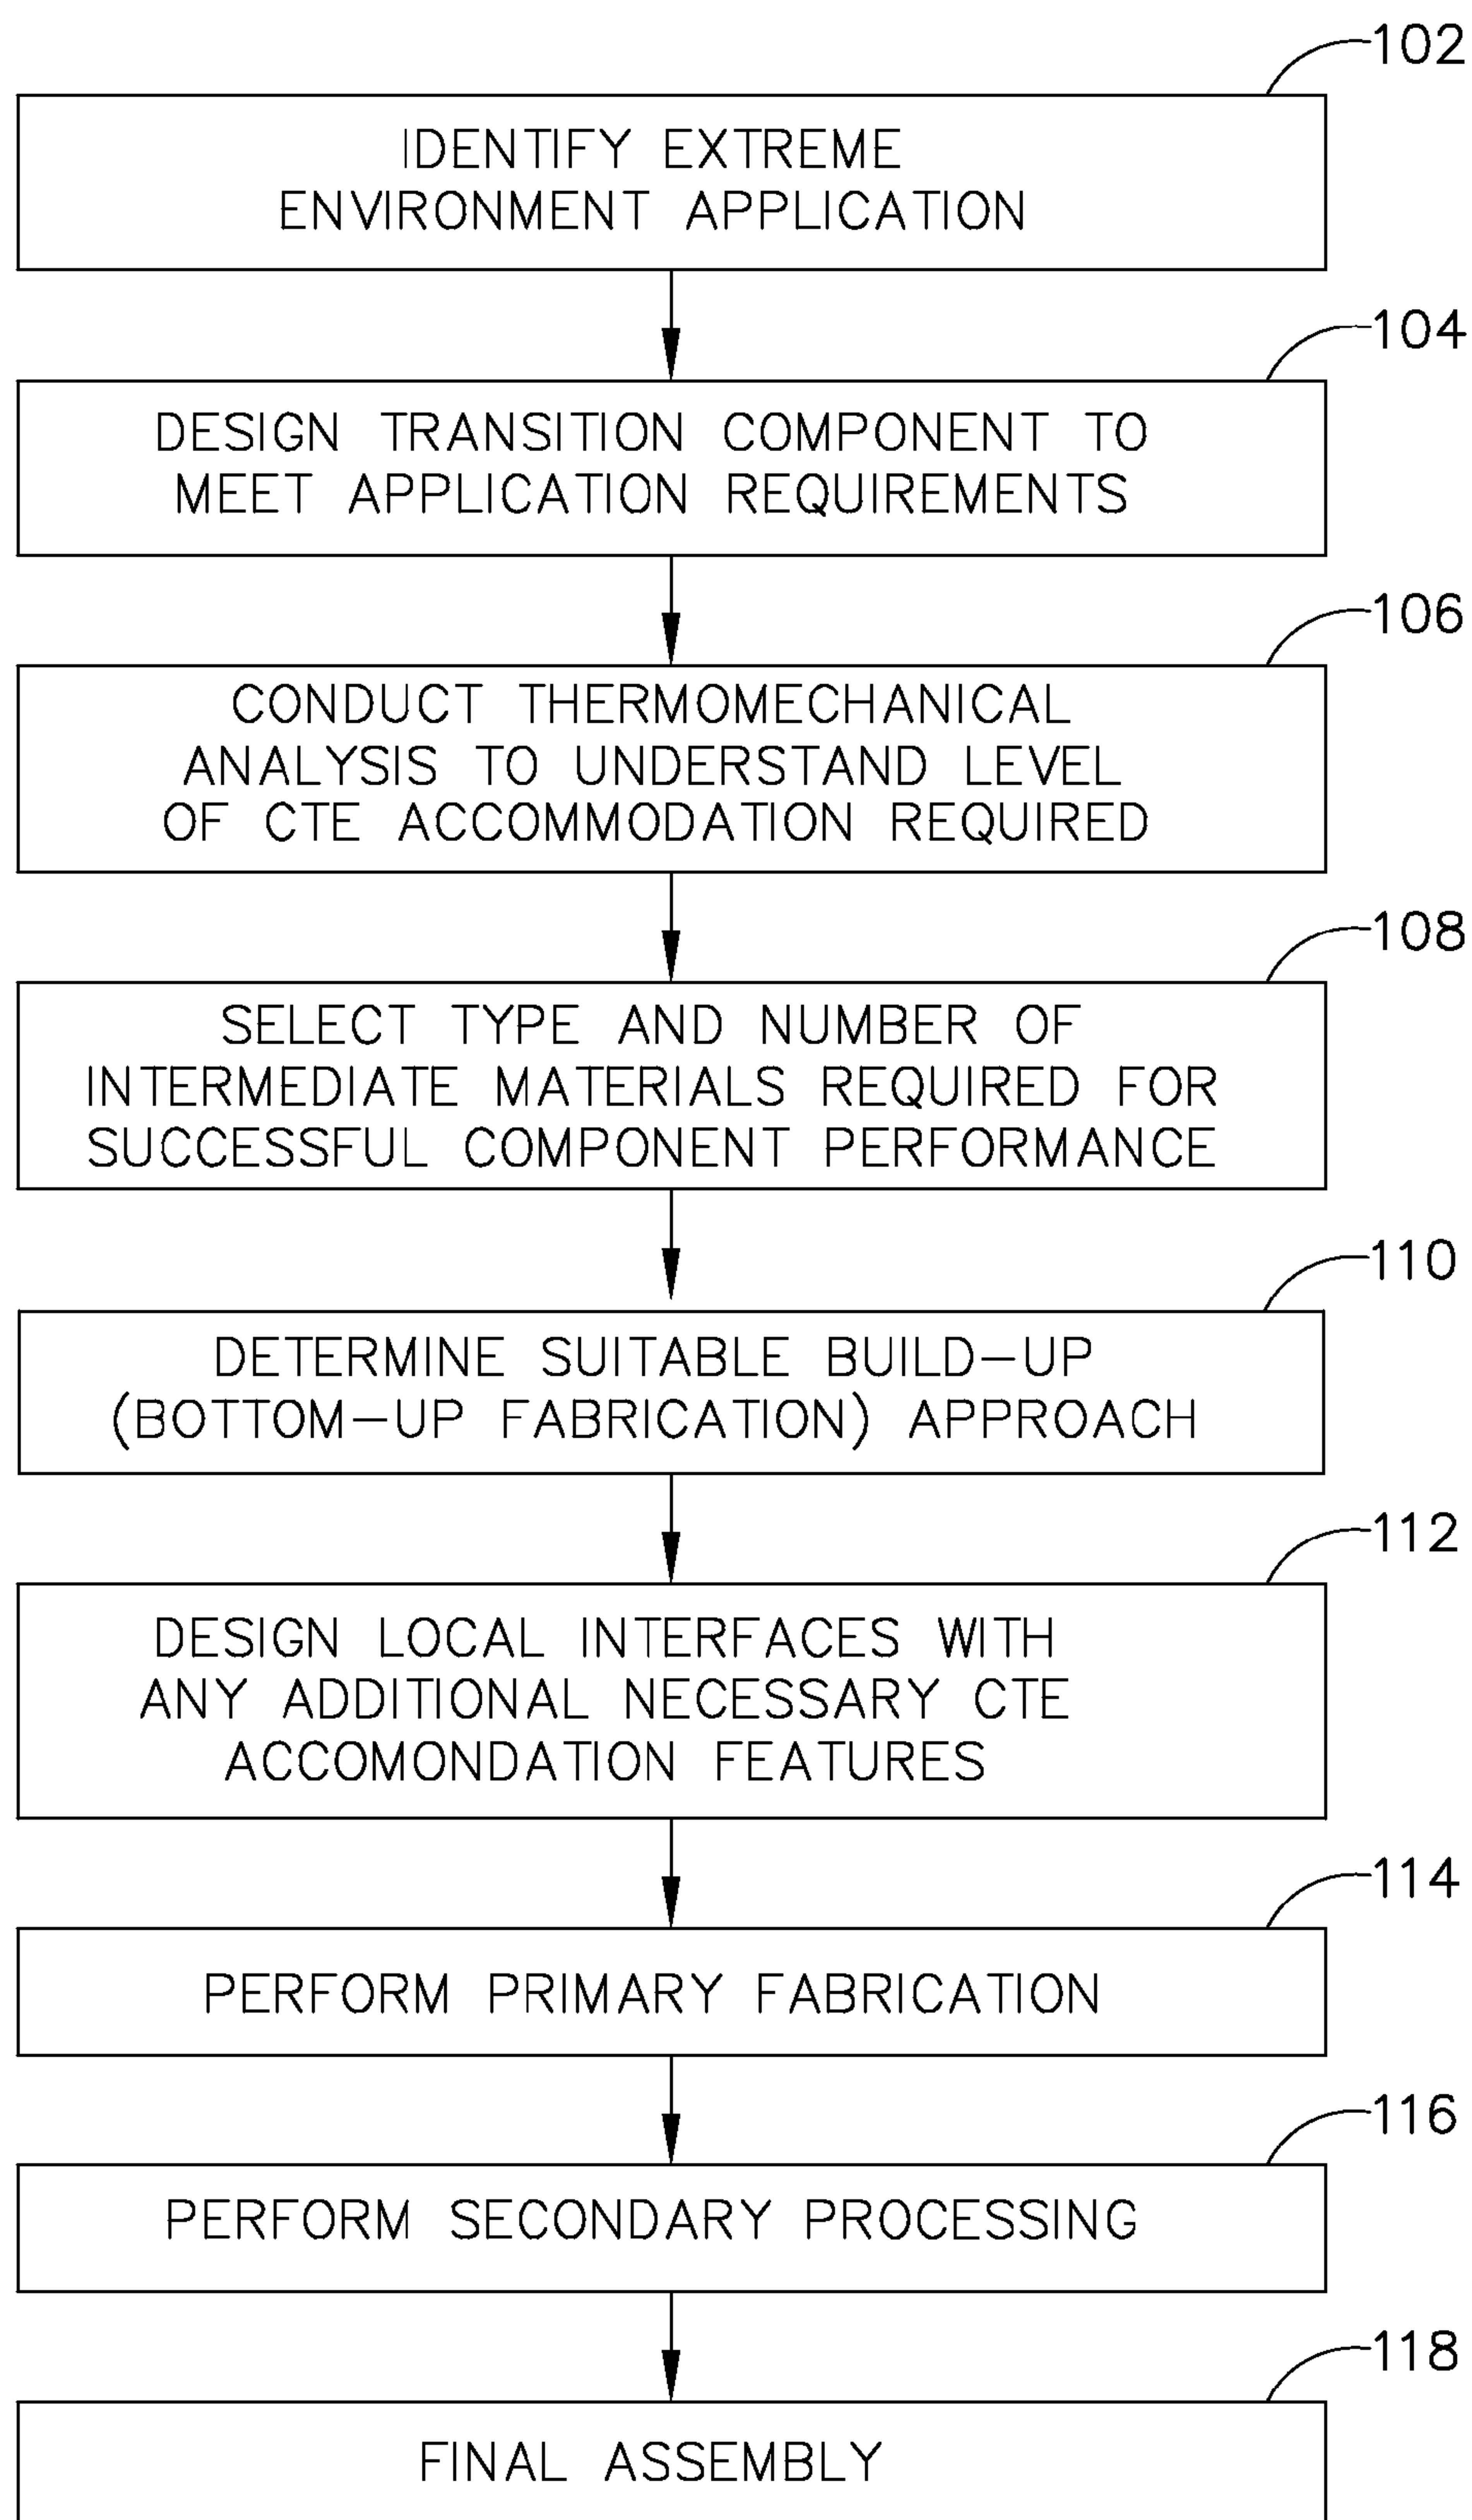 102
IDENTIFY EXTREME
ENVIRONMENT APPLICATION
104
DESIGN TRANSITION COMPONENT TO
MEET APPLICATION REQUIREMENTS
106
CONDUCT THERMOMECHANICAL
ANALYSIS TO UNDERSTAND LEVEL
OF CTE ACCOMMODATION REQUIRED
108
SELECT TYPE AND NUMBER OF
INTERMEDIATE MATERIALS REQUIRED FOR
SUCCESSFUL COMPONENT PERFORMANCE
110
DETERMINE SUITABLE BUILD-UP
(BOTTOM-UP FABRICATION) APPROACH
112
DESIGN LOCAL INTERFACES WITH
ANY ADDITIONAL NECESSARY CTE
ACCOMONDATION FEATURES
114
PERFORM PRIMARY FABRICATION
116
PERFORM SECONDARY PROCESSING
118
FINAL ASSEMBLY